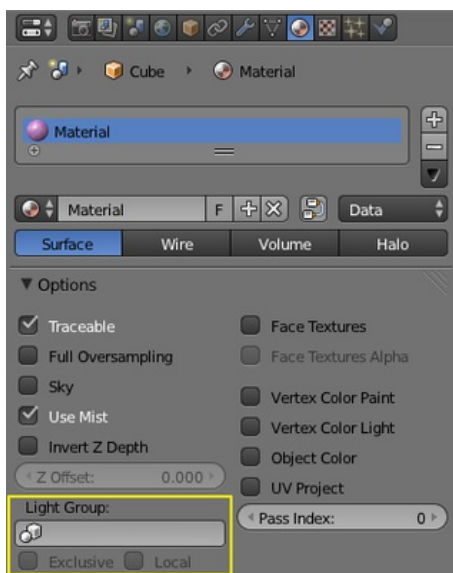 Cube Material
Material
Material F Data
Surface Wire Volume Halo
Options
Traceable
Full Oversampling
Sky
Use Mist
Invert Z Depth
Z Offset: 0.000
Light Group:
Exclusive Local
Face Textures
Face Textures Alpha
Vertex Color Paint
Vertex Color Light
Object Color
UV Project
Pass Index: 0